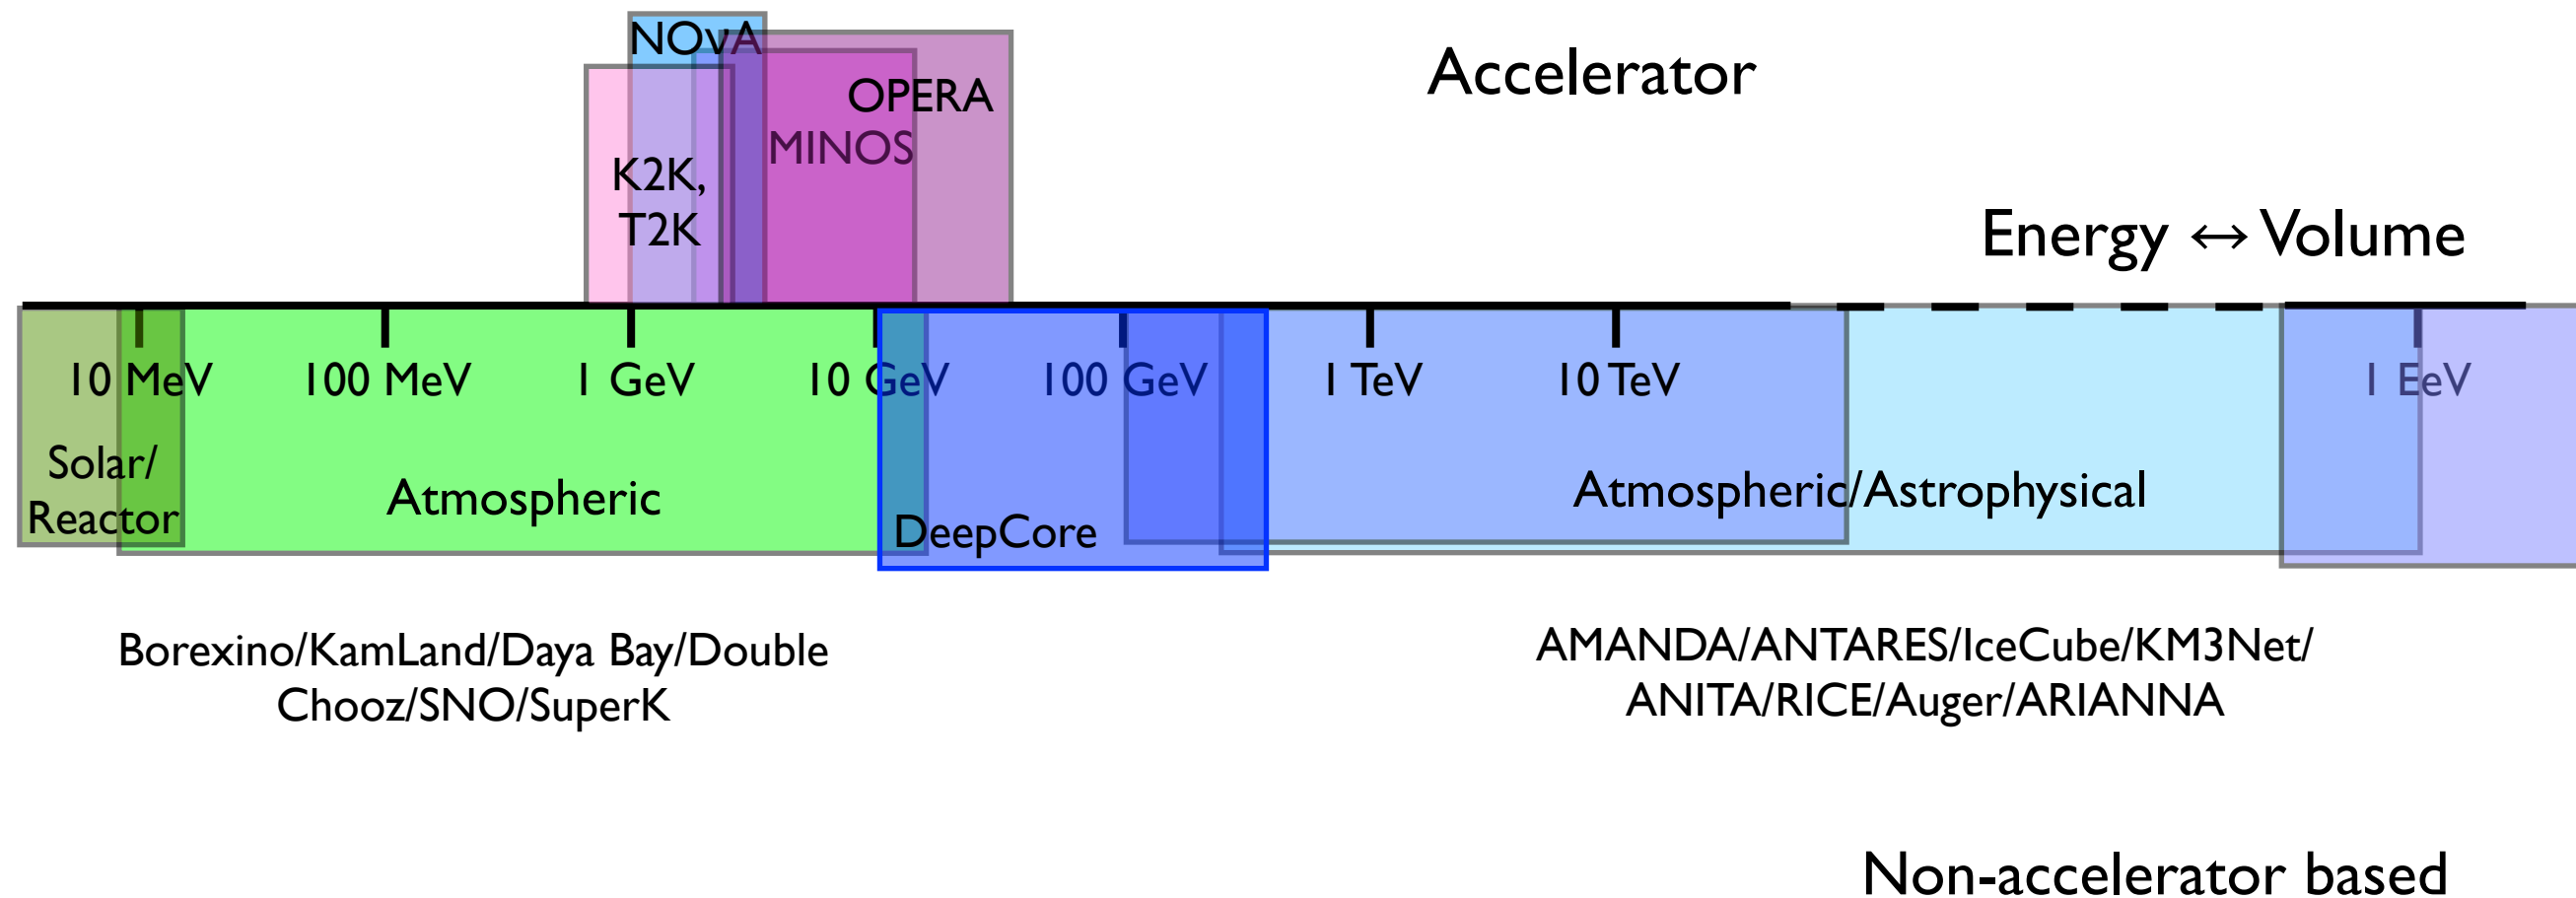 NOνA
Accelerator
OPERA
MINOS
K2K,
T2K
Energy ↔ Volume
10 MeV
100 MeV
1 GeV
10 GeV
100 GeV
1 TeV
10 TeV
1 EeV
Solar/
Reactor
Atmospheric
DeepCore
Atmospheric/Astrophysical
Borexino/KamLand/Daya Bay/Double
Chooz/SNO/SuperK
AMANDA/ANTARES/IceCube/KM3Net/
ANITA/RICE/Auger/ARIANNA
Non-accelerator based